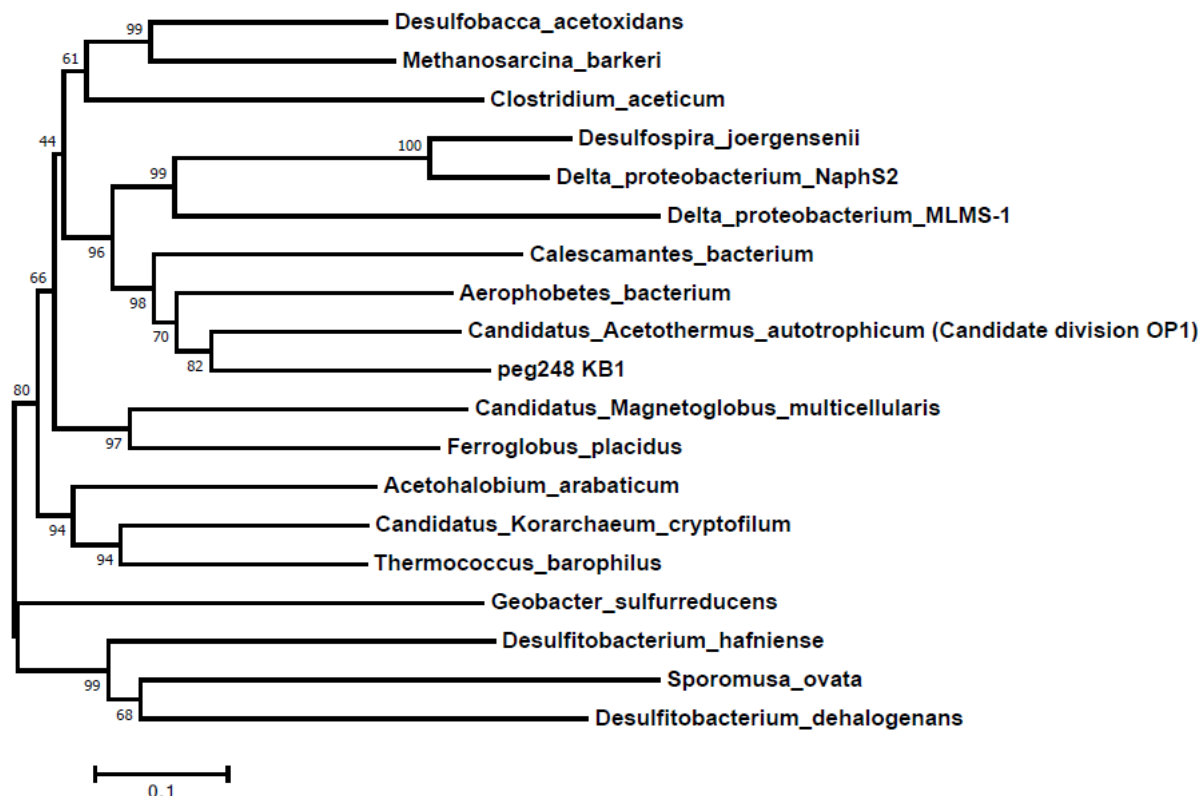 99
Desulfobacca_acetoxidans
61
Methanosarcina_barkeri
Clostridium_aceticum
44
100
Desulfospira_joergensenii
99
Delta_proteobacterium_NaphS2
Delta_proteobacterium_MLMS-1
96
Calescamantes_bacterium
66
98
Aerophobetes_bacterium
70
Candidatus_Acetothermus_autotrophicum (Candidate division OP1)
82
peg248 KB1
80
Candidatus_Magnetoglobus_multicellularis
97
Ferroglobus_placidus
Acetohalobium_arabaticum
94
Candidatus_Korarchaeum_cryptofilum
94
Thermococcus_barophilus
Geobacter_sulfurreducens
Desulfitobacterium_hafniense
99
Sporomusa_ovata
68
Desulfitobacterium_dehalogenans
0.1